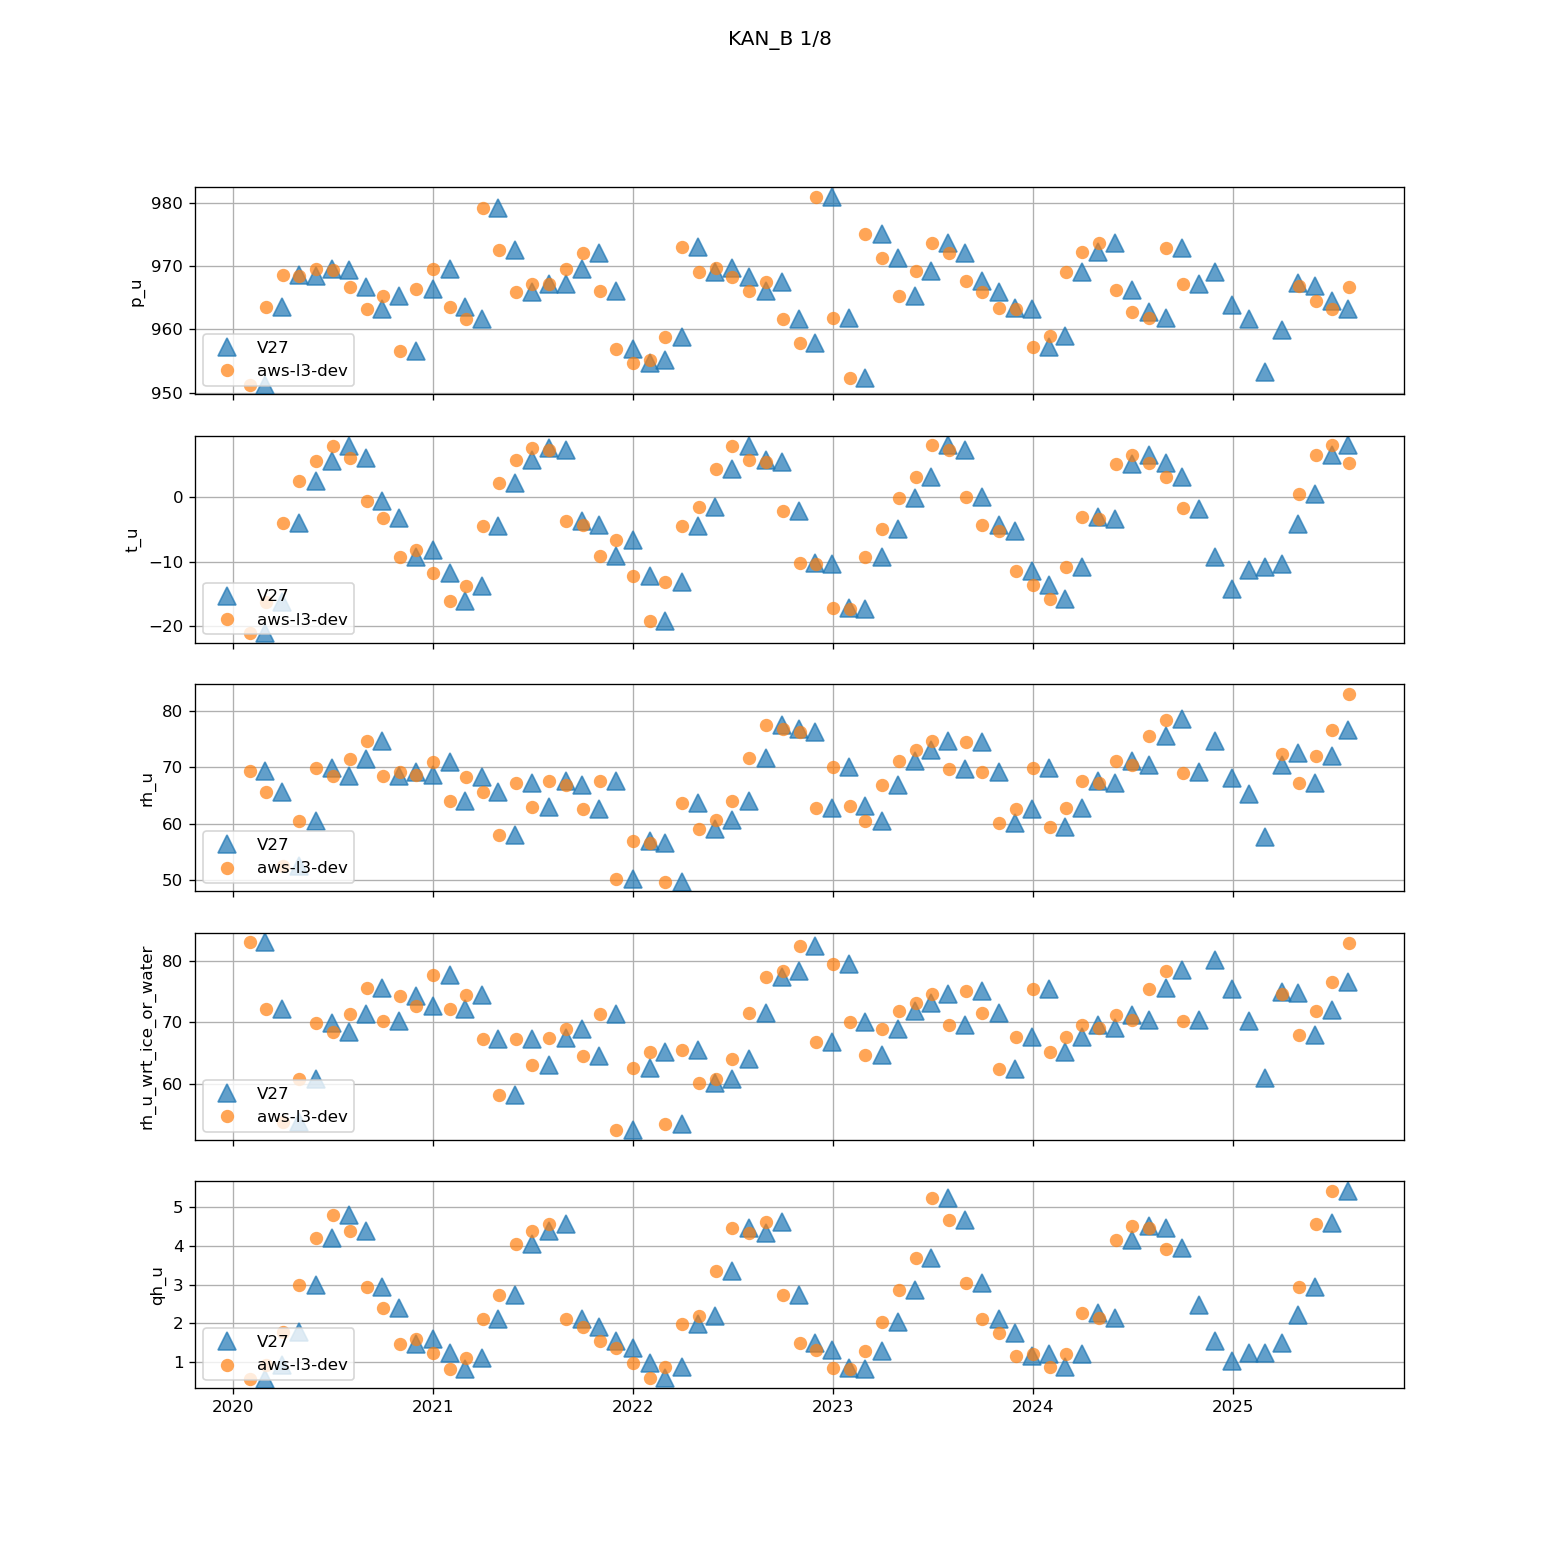 KAN_B 1/8
980
970
960
950
p_u
V27
aws-l3-dev
0
−10
−20
t_u
V27
aws-l3-dev
80
70
60
50
rh_u
V27
aws-l3-dev
80
70
60
rh_u_wrt_ice_or_water
V27
aws-l3-dev
5
4
3
2
1
qh_u
V27
aws-l3-dev
2020 2021 2022 2023 2024 2025